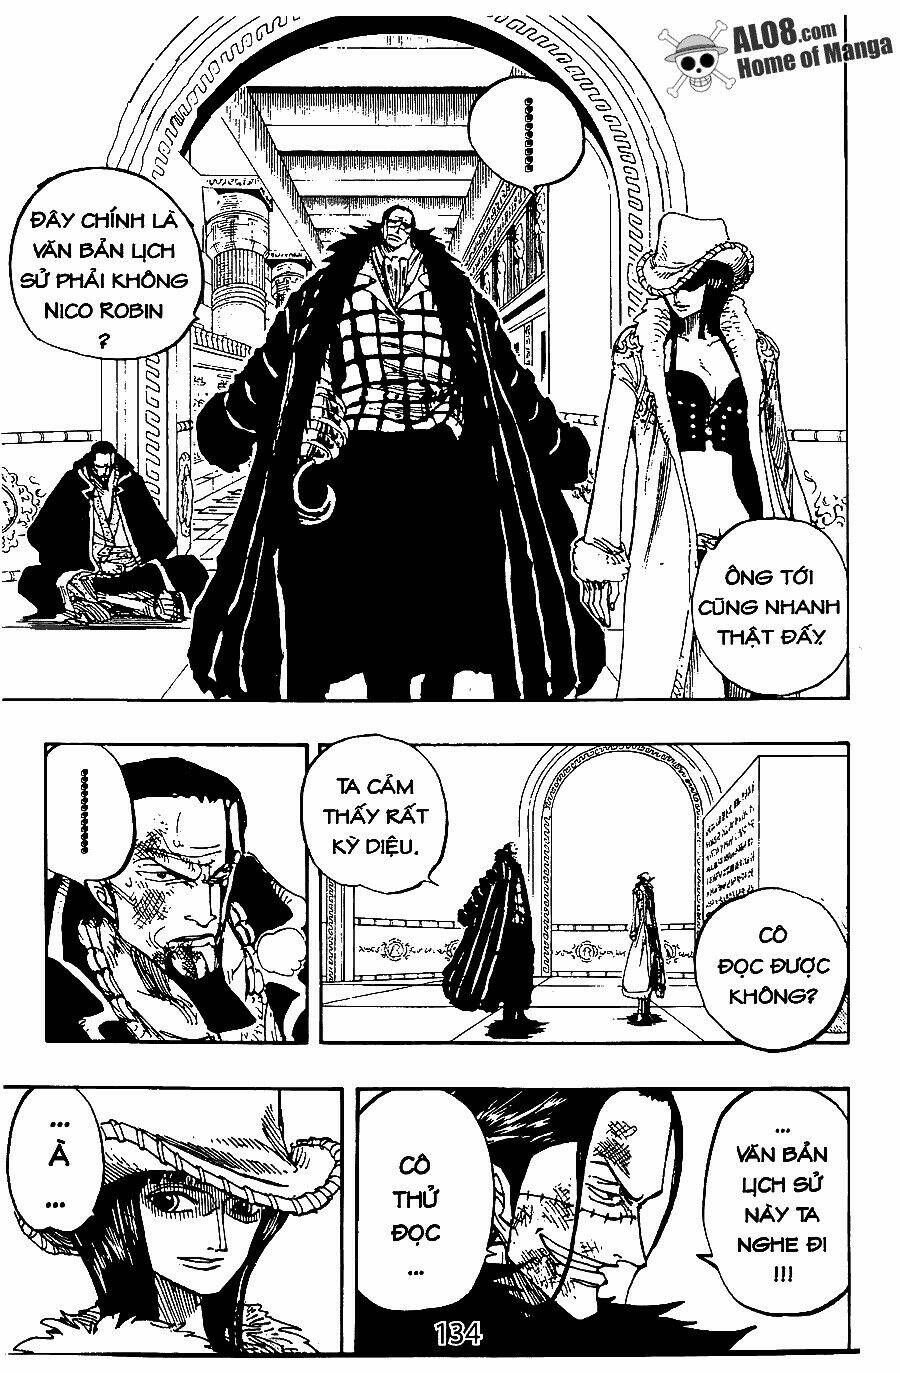 AL08.com
Home of Manga
ĐÂY CHÍNH LÀ
VĂN BẢN LỊCH
SỬ PHẢI KHÔNG
NICO ROBIN
?
ÔNG TỚI
CŨNG NHANH
THẬT ĐẤY.
TA CẢM
THẤY RẤT
KỲ DIỆU.
CÔ
ĐỌC ĐƯỢC
KHÔNG?
...
À
...
CÔ
THỬ
ĐỌC
...
...
VĂN BẢN
LỊCH SỬ
NÀY TA
NGHE ĐI
!!!
134